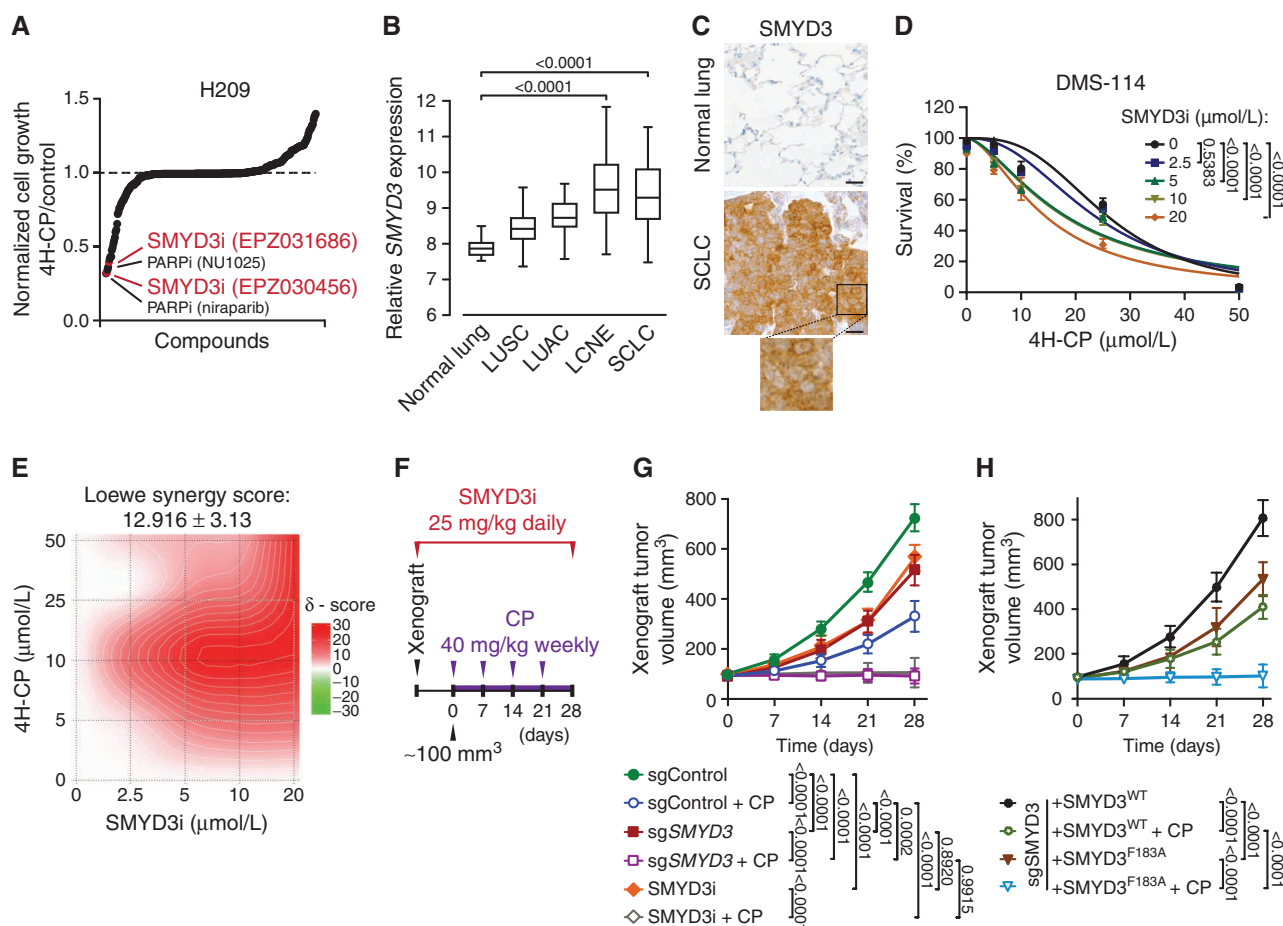 A
H209
Normalized cell growth
4H-CP/control
1.5
1.0
0.5
0.0
SMYD3i (EPZ031686)
PARPi (NU1025)
SMYD3i (EPZ030456)
PARPi (niraparib)
Compounds
B
<0.0001
<0.0001
Relative SMYD3 expression
12
11
10
9
8
7
6
Normal lung
LUSC
LUAC
LCNE
SCLC
C
SMYD3
Normal lung
SCLC
D
DMS-114
SMYD3i (μmol/L):
0
2.5
5
10
20
0.5383
<0.0001
<0.0001
<0.0001
Survival (%)
120
100
80
60
40
20
0
0
10
20
30
40
50
4H-CP (μmol/L)
E
Loewe synergy score:
12.916 ± 3.13
4H-CP (μmol/L)
50
25
10
5
0
0
2.5
5
10
20
SMYD3i (μmol/L)
δ - score
30
20
10
0
−10
−20
−30
F
SMYD3i
25 mg/kg daily
Xenograft
CP
40 mg/kg weekly
0
7
14
21
28
(days)
~100 mm³
G
Xenograft tumor
volume (mm³)
800
600
400
200
0
0
7
14
21
28
Time (days)
sgControl
sgControl + CP
sgSMYD3
sgSMYD3 + CP
SMYD3i
SMYD3i + CP
<0.0001
<0.0001
<0.0001
<0.0001
<0.0001
<0.0001
<0.0001
<0.0001
0.0002
<0.0001
0.8920
0.9915
H
Xenograft tumor
volume (mm³)
800
600
400
200
0
0
7
14
21
28
Time (days)
sgSMYD3
+SMYD3WT
+SMYD3WT + CP
+SMYD3F183A
+SMYD3F183A + CP
<0.0001
<0.0001
<0.0001
<0.0001